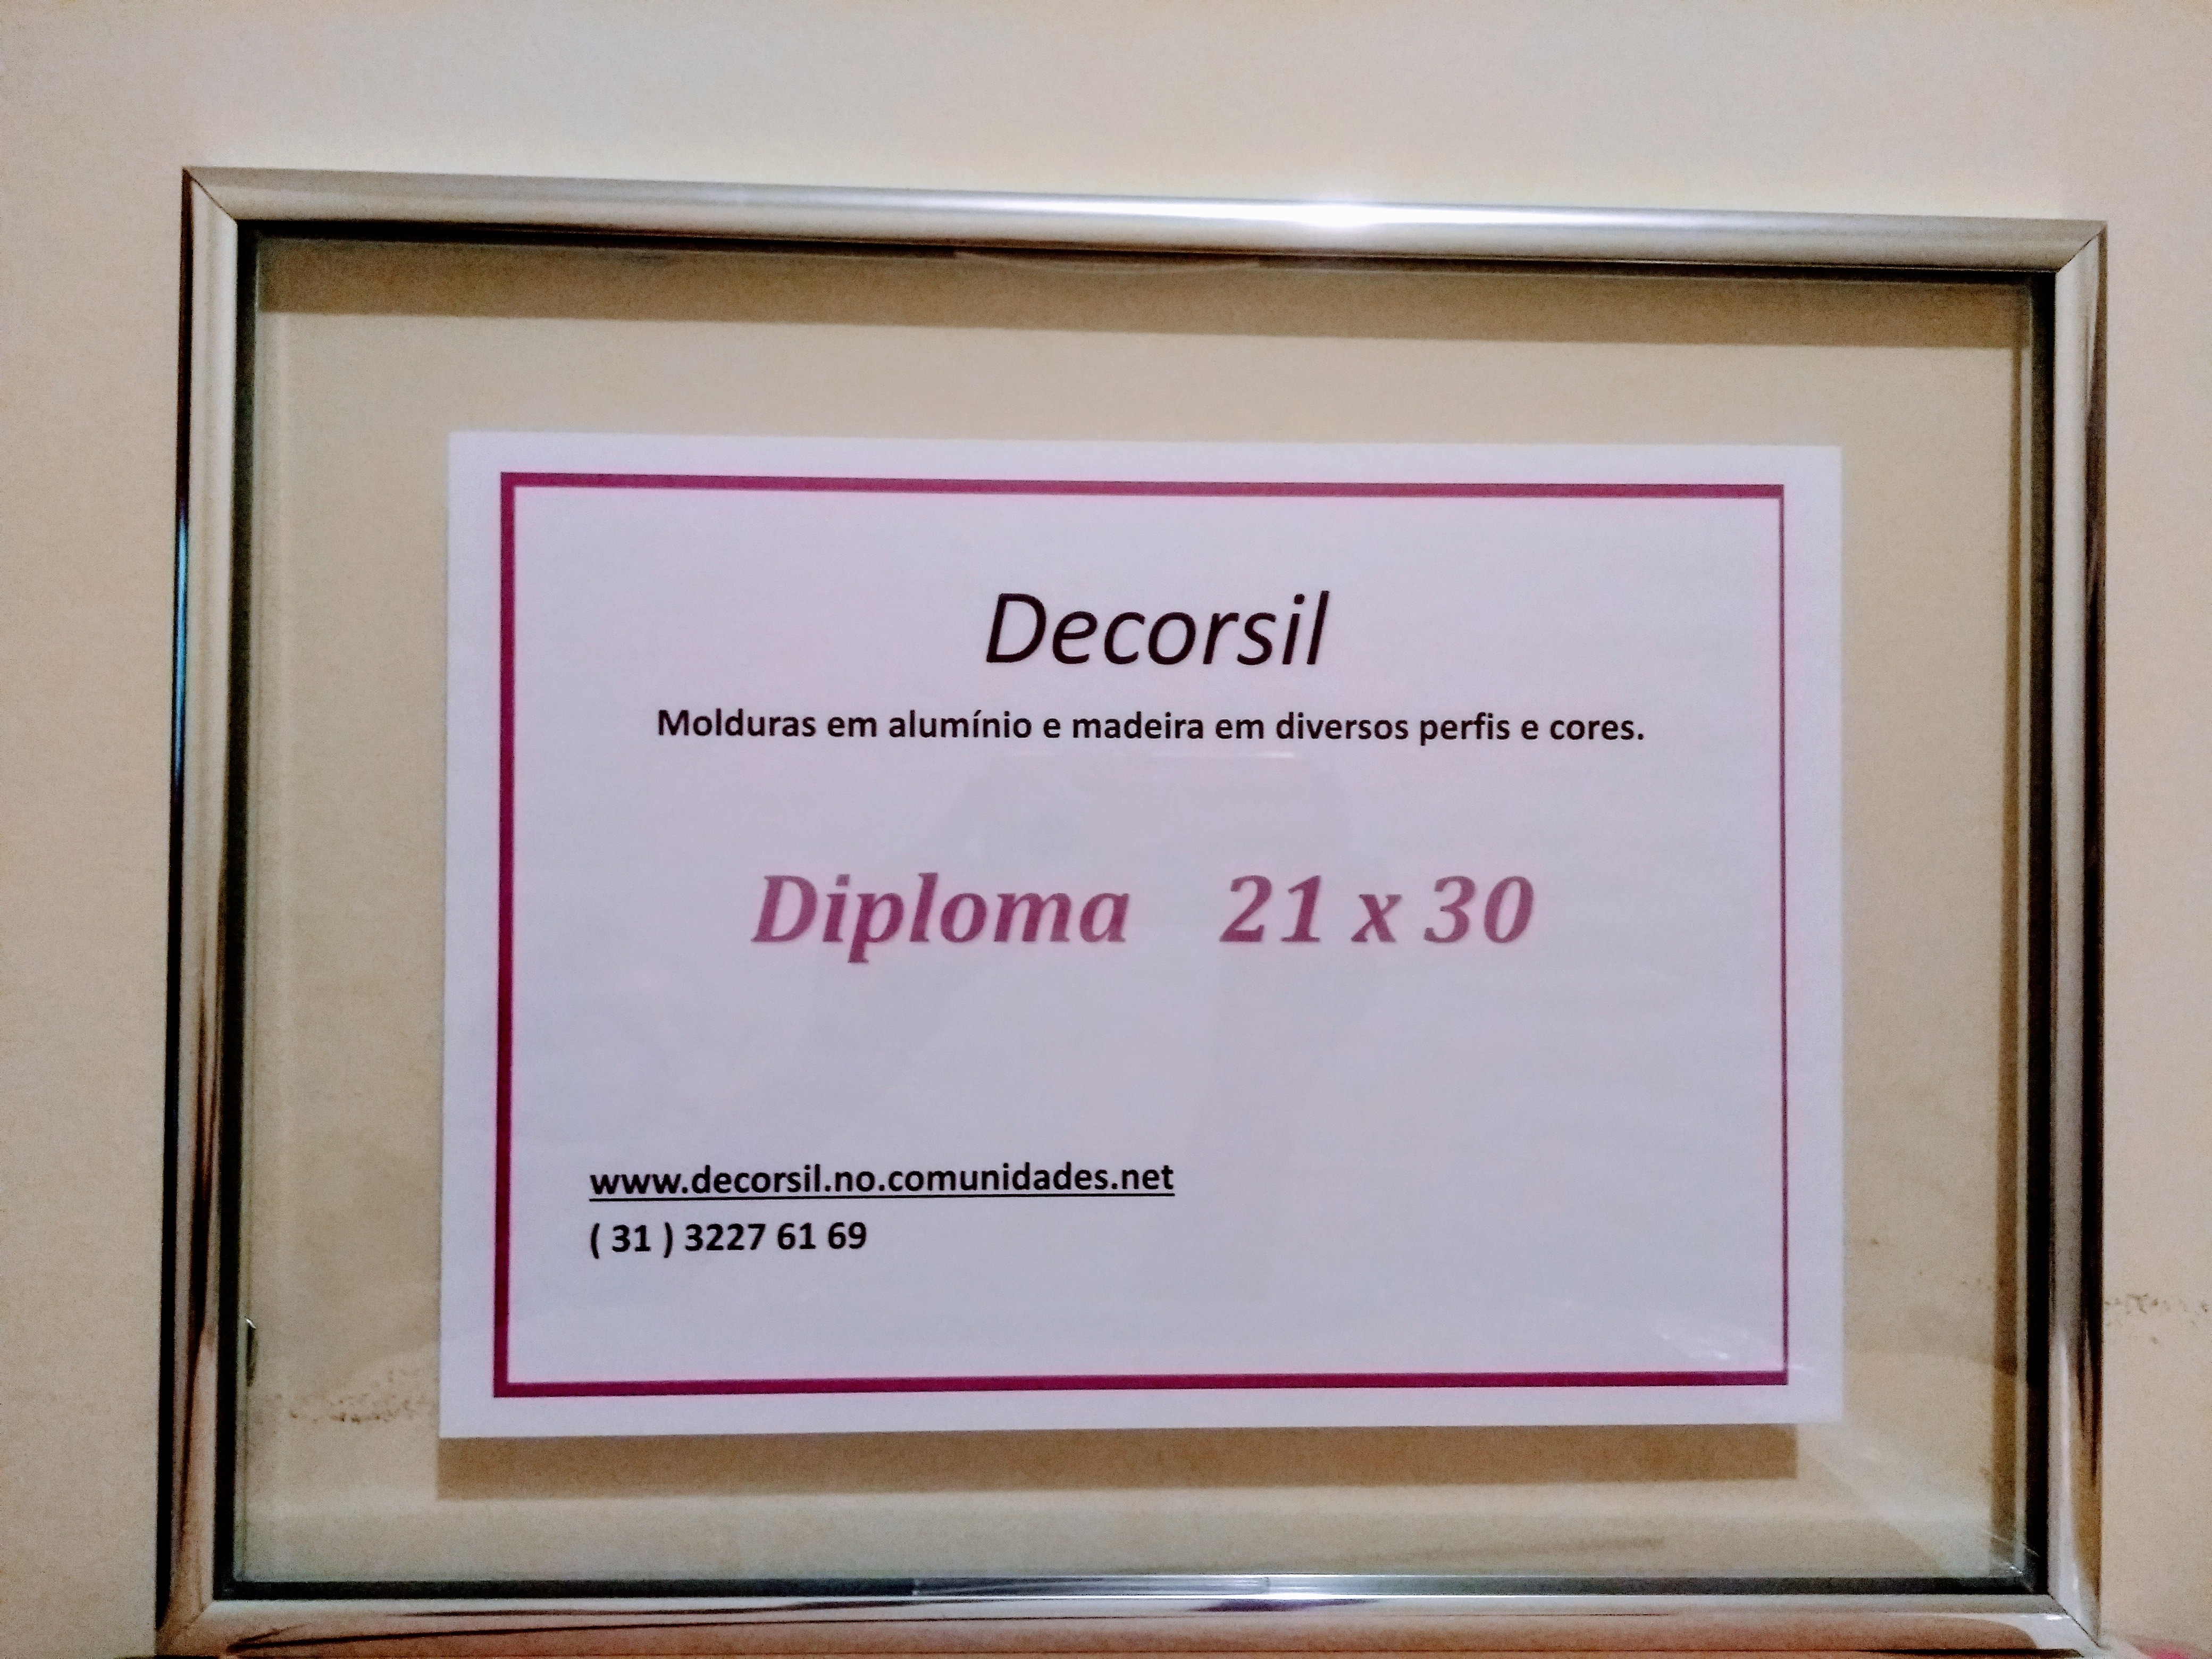 Decorsil
Molduras em alumínio e madeira em diversos perfis e cores.
Diploma 21 x 30
www.decorsil.no.comunidades.net
( 31 ) 3227 61 69